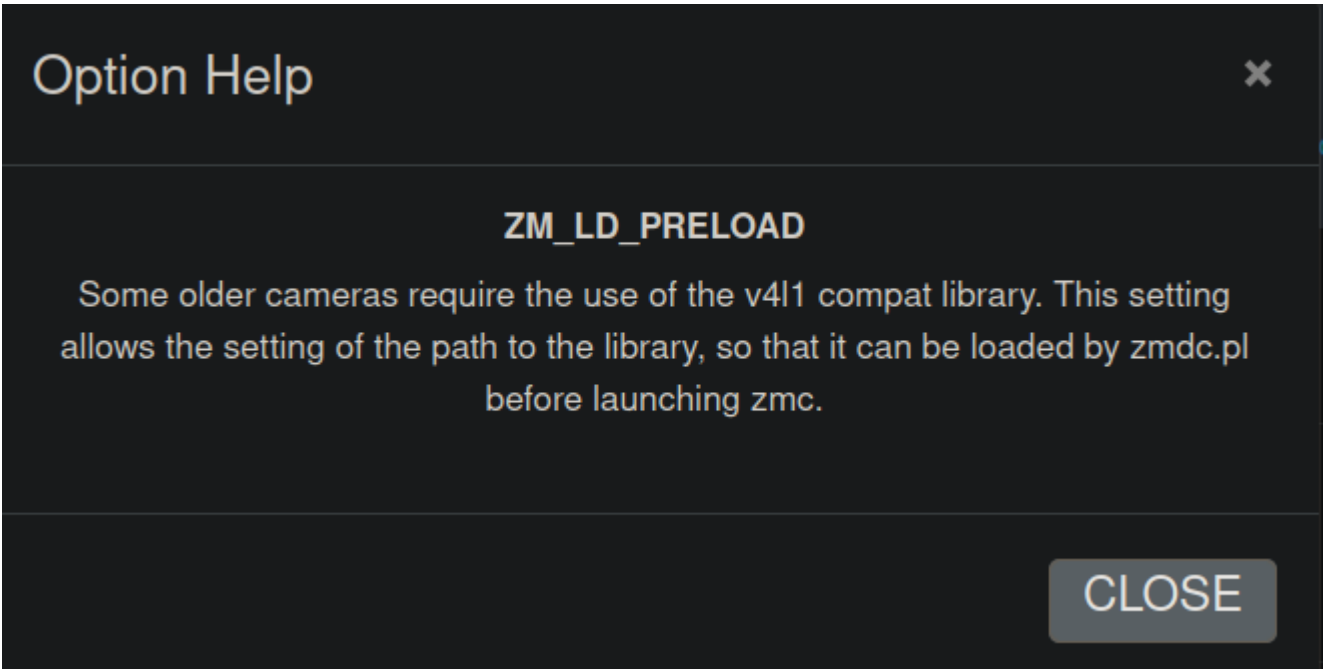 Option Help
ZM_LD_PRELOAD
Some older cameras require the use of the v4l1 compat library. This setting
allows the setting of the path to the library, so that it can be loaded by zmdc.pl
before launching zmc.
CLOSE